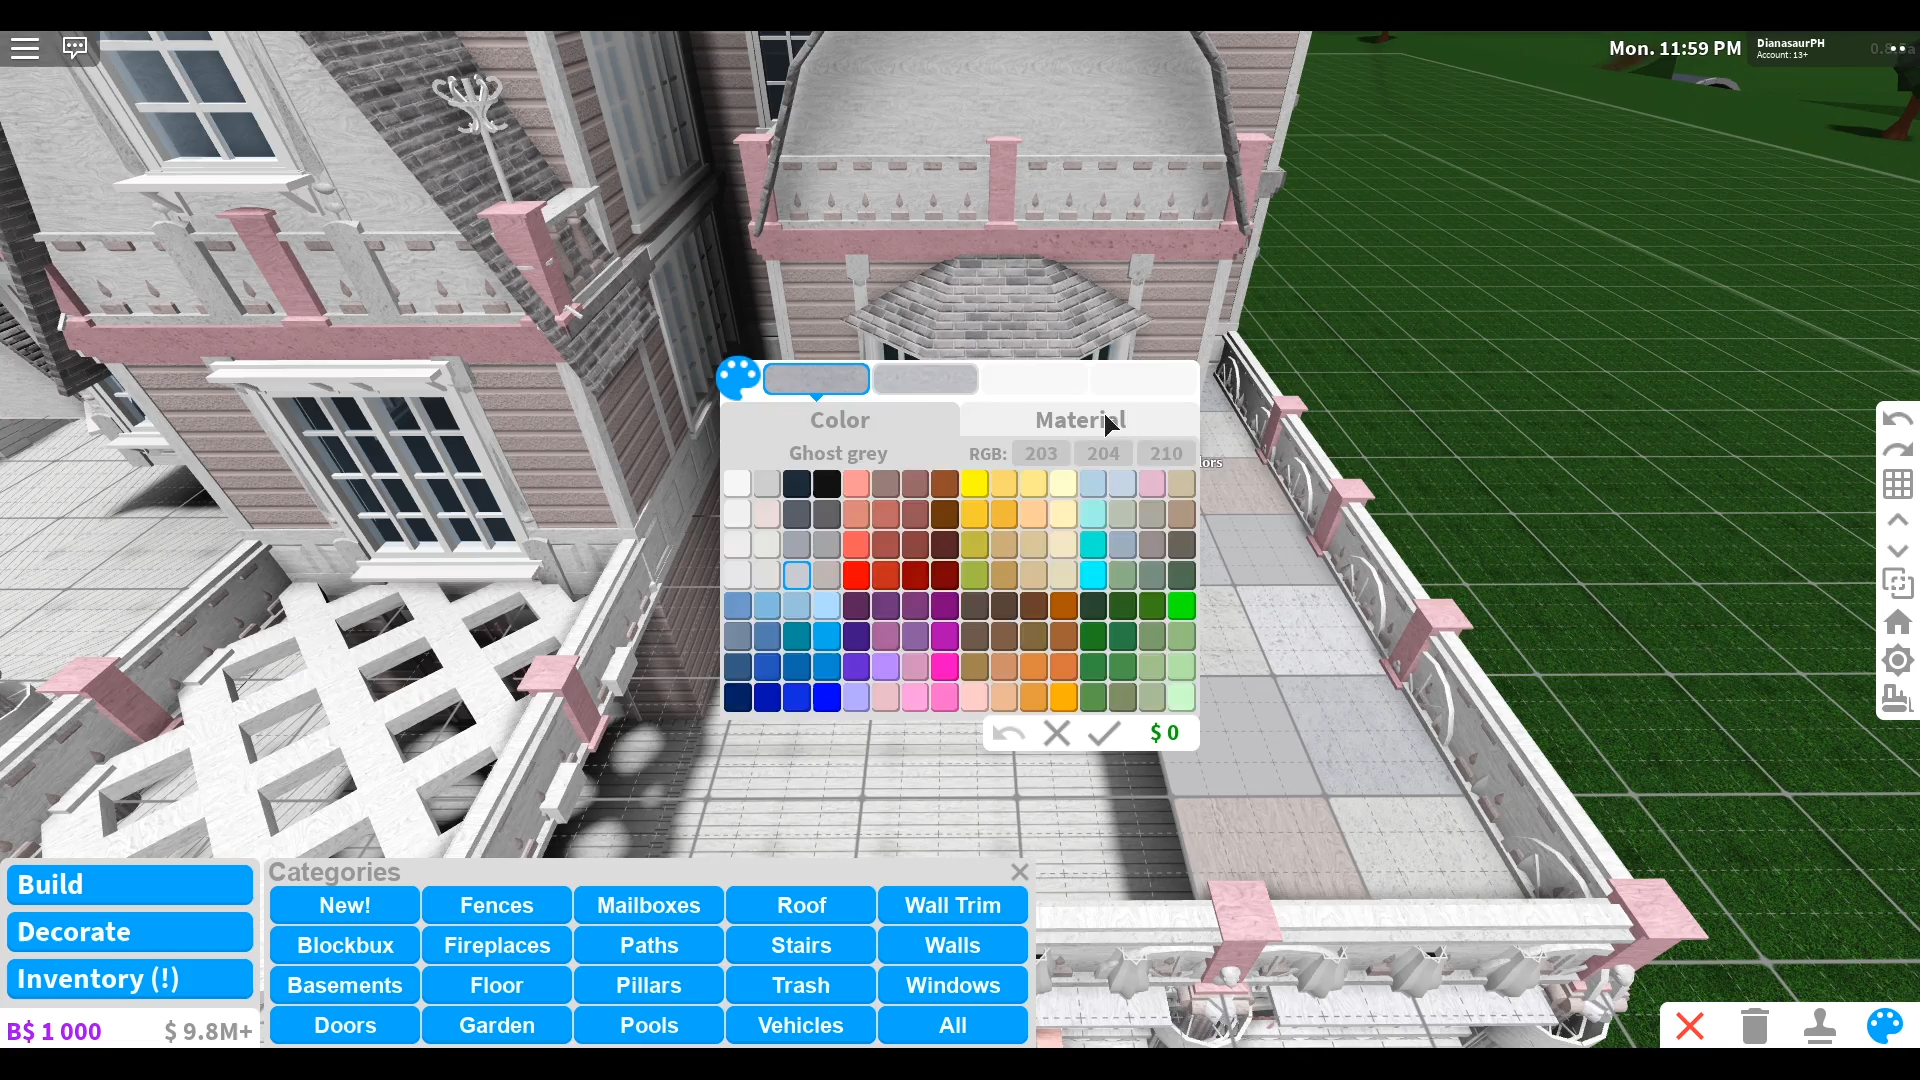 Mon. 11:59 PM
DianasaurPH
Account: 13+
Color
Material
Ghost grey
RGB: 203 204 210
$ 0
Build
Decorate
Inventory (!)
B$ 1 000
$ 9.8M+
Categories
New! Fences Mailboxes Roof Wall Trim
Blockbux Fireplaces Paths Stairs Walls
Basements Floor Pillars Trash Windows
Doors Garden Pools Vehicles All